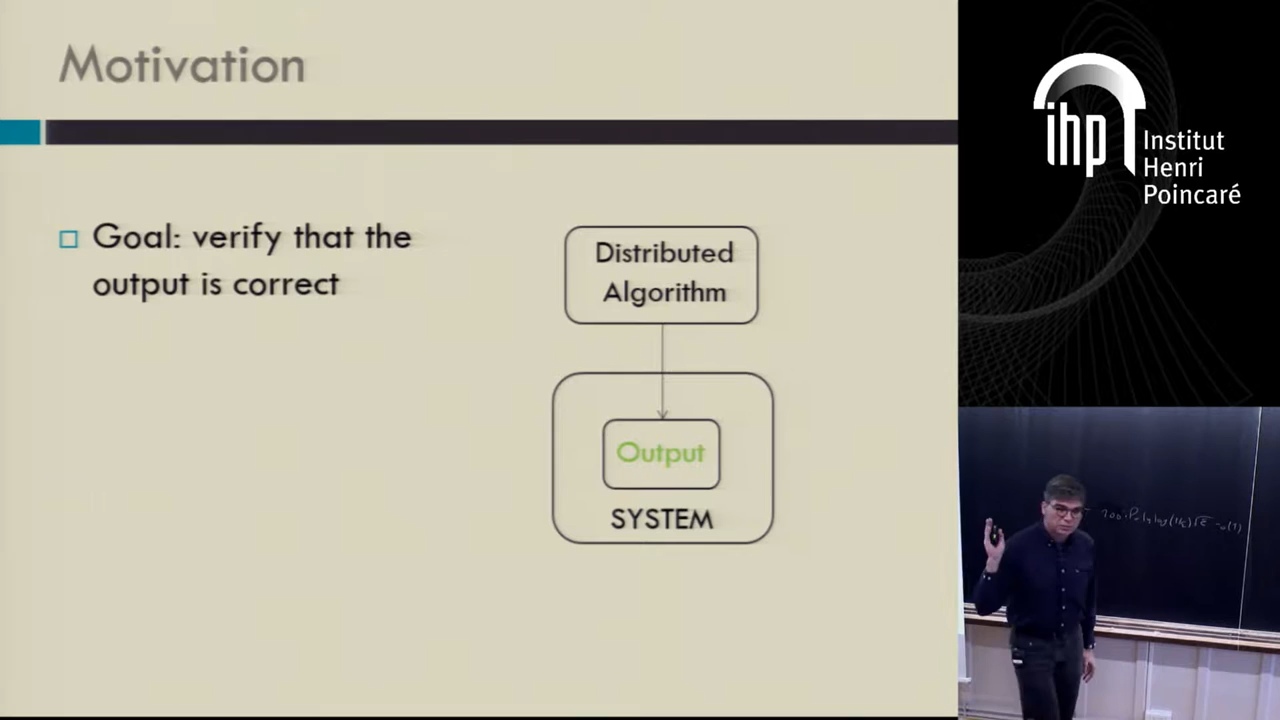 Motivation
Goal: verify that the
output is correct
Distributed
Algorithm
Output
SYSTEM
ihp
Institut
Henri
Poincaré